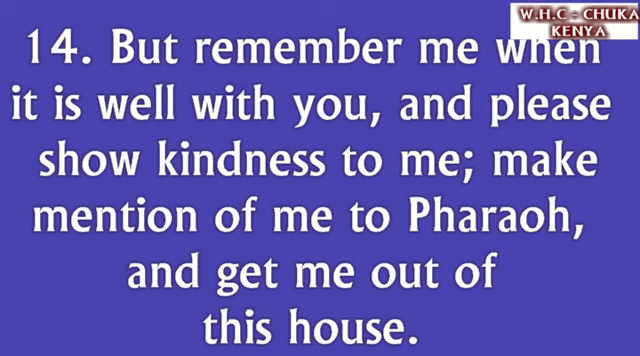 W.H.C - CHUKA
KENYA
14. But remember me when
it is well with you, and please
show kindness to me; make
mention of me to Pharaoh,
and get me out of
this house.